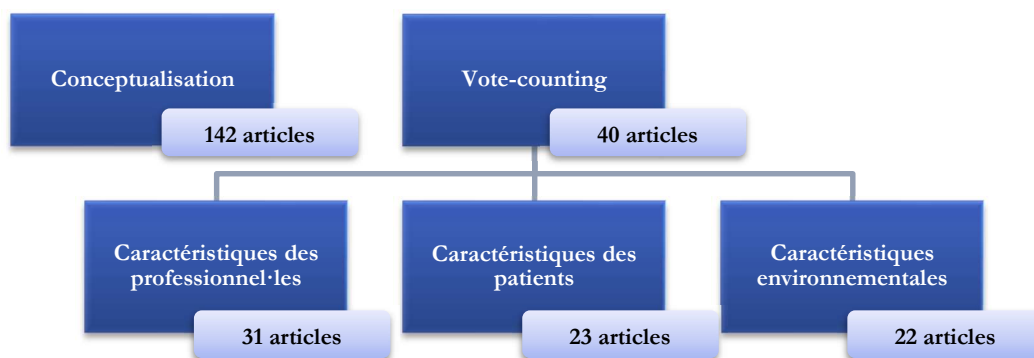 Conceptualisation
142 articles
Vote-counting
40 articles
Caractéristiques des
professionnel·les
31 articles
Caractéristiques des
patients
23 articles
Caractéristiques
environnementales
22 articles